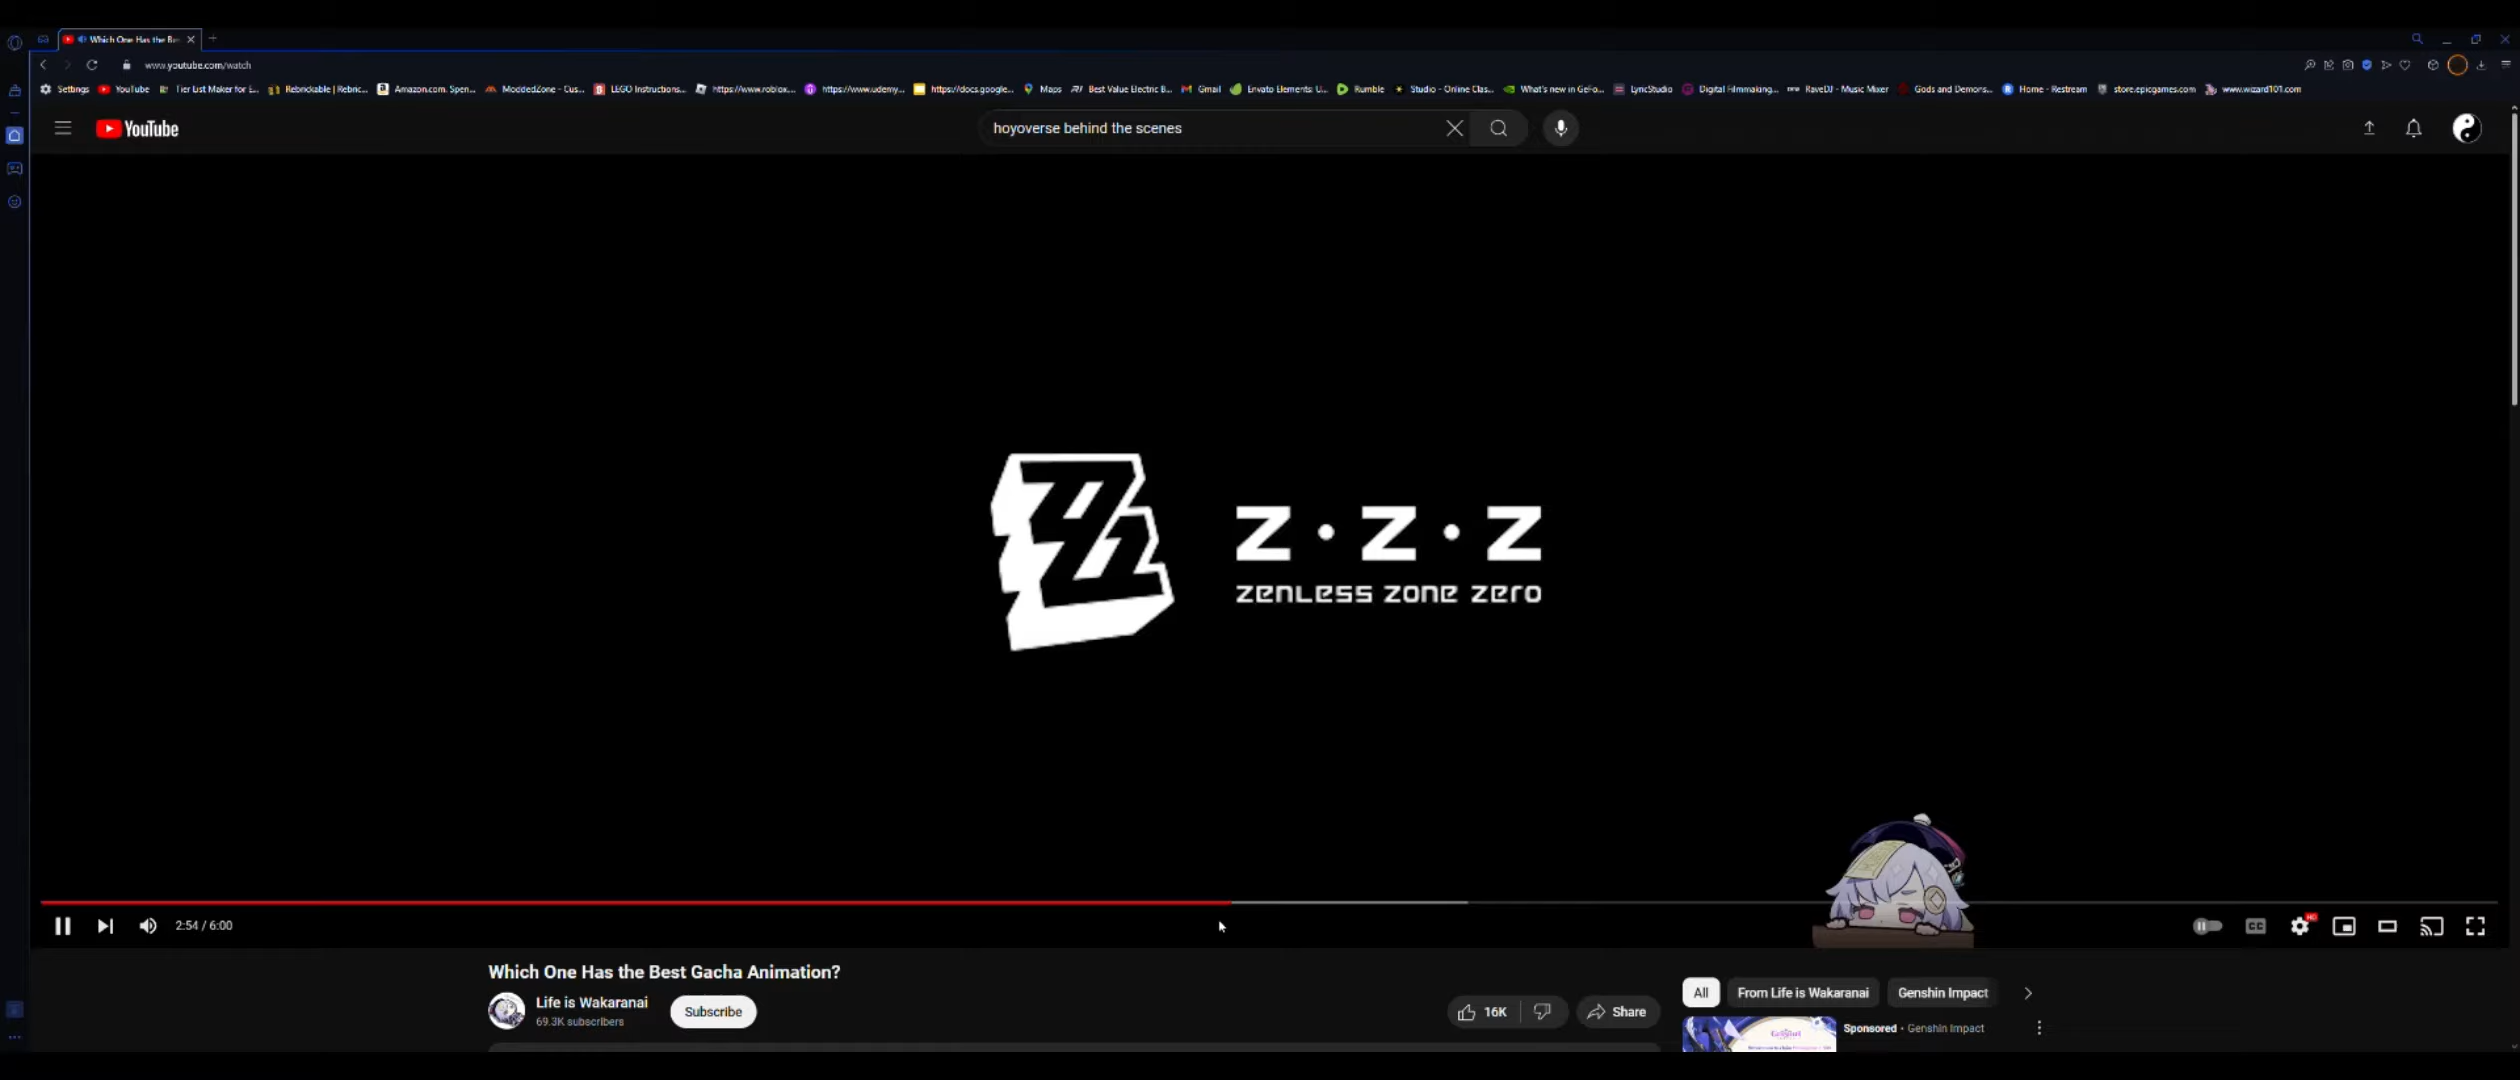 Which One Has the Be
www.youtube.com/watch
Settings YouTube Tier List Maker for E... Rebrickable | Rebric... Amazon.com. Spen... ModdedZone - Cus... LEGO Instructions... https://www.roblox... https://www.udemy... https://docs.google... Maps Best Value Electric B... Gmail Envato Elements: U... Rumble Studio - Online Clas... What's new in GeFo... LyncStudio Digital Filmmaking... RaveDJ - Music Mixer Gods and Demons... Home - Restream store.epicgames.com www.wizard101.com
YouTube hoyoverse behind the scenes
Z•Z•Z
ZENLESS ZONE ZERO
2:54 / 6:00 CC HD
Which One Has the Best Gacha Animation?
Life is Wakaranai
69.3K subscribers
Subscribe 16K Share
All From Life is Wakaranai Genshin Impact
Sponsored • Genshin Impact